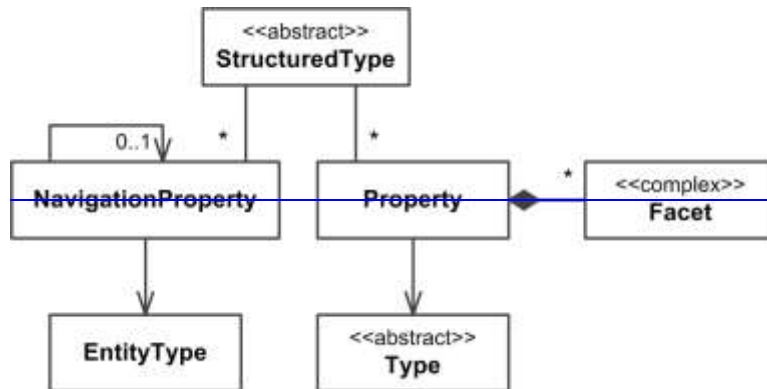 <<abstract>>
StructuredType
0..1
*
*
NavigationProperty
Property
*
<<complex>>
Facet
EntityType
<<abstract>>
Type